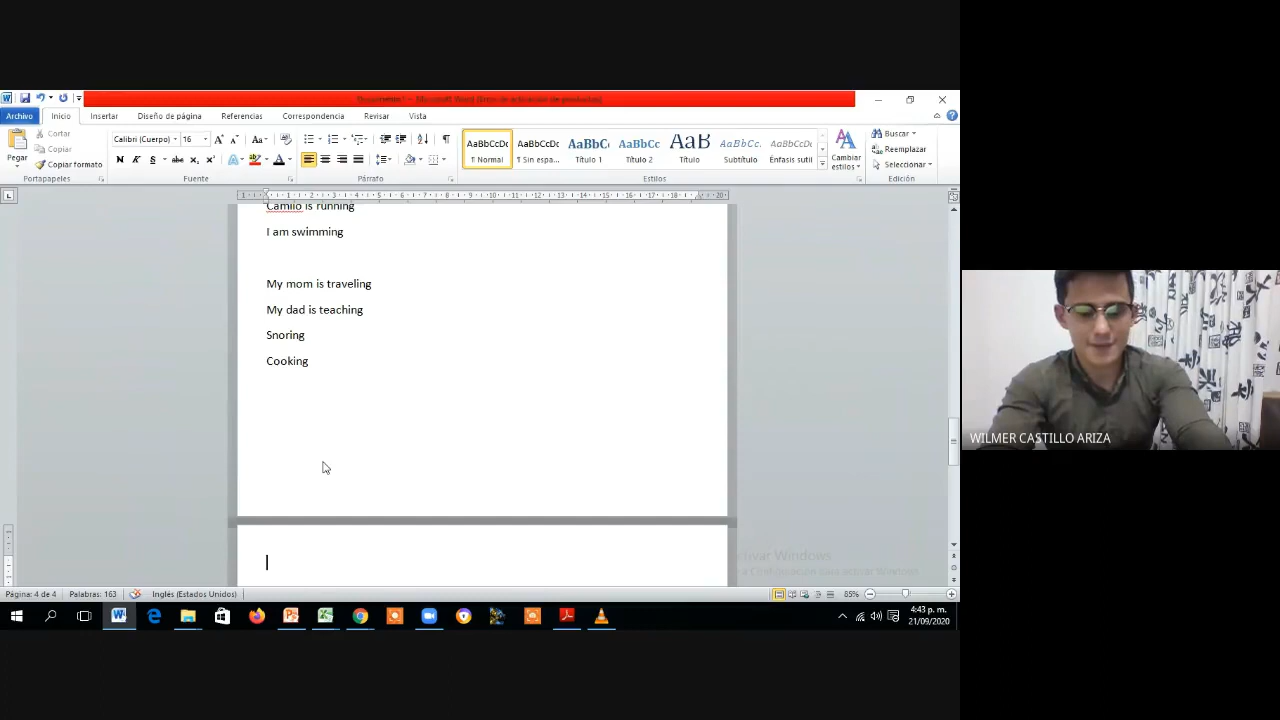 Archivo Inicio Insertar Diseño de página Referencias Correspondencia Revisar Vista
Pegar
Cortar
Copiar
Copiar formato
Portapapeles
Calibri (Cuerpo) 16
Fuente
Párrafo
AaBbCcDc AaBbCcDc AaBbC AaBbCc AaB AaBbCc. AaBbCcDc
¶ Normal ¶ Sin espa... Título 1 Título 2 Título Subtítulo Énfasis sutil
Estilos
Cambiar
estilos
Buscar
Reemplazar
Seleccionar
Edición
Camilo is running
I am swimming
My mom is traveling
My dad is teaching
Snoring
Cooking
WILMER CASTILLO ARIZA
Página: 4 de 4 Palabras: 163 Inglés (Estados Unidos) 85%
4:43 p. m.
21/09/2020